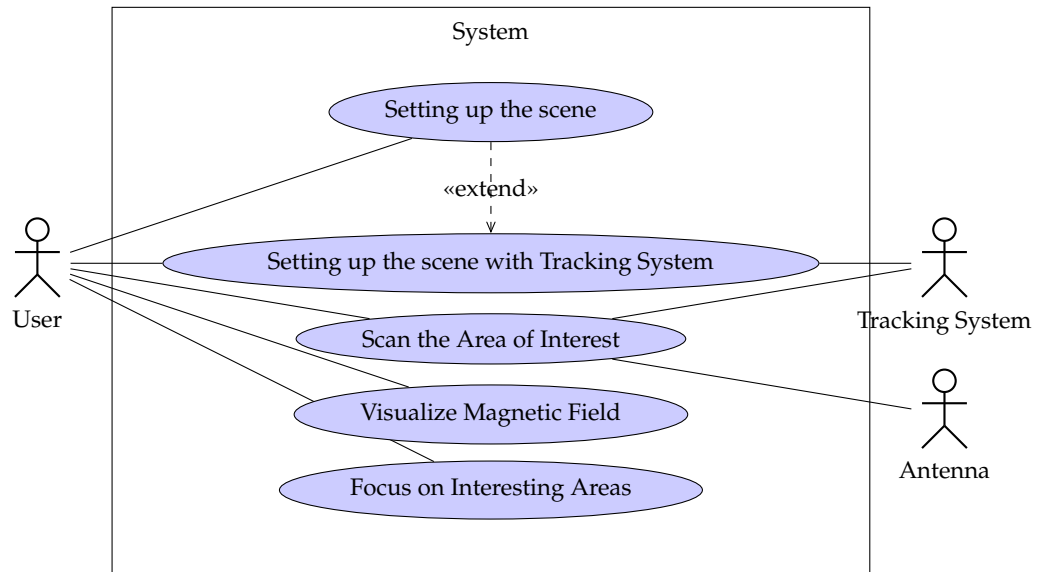 System
Setting up the scene
«extend»
Setting up the scene with Tracking System
User
Tracking System
Scan the Area of Interest
Visualize Magnetic Field
Antenna
Focus on Interesting Areas